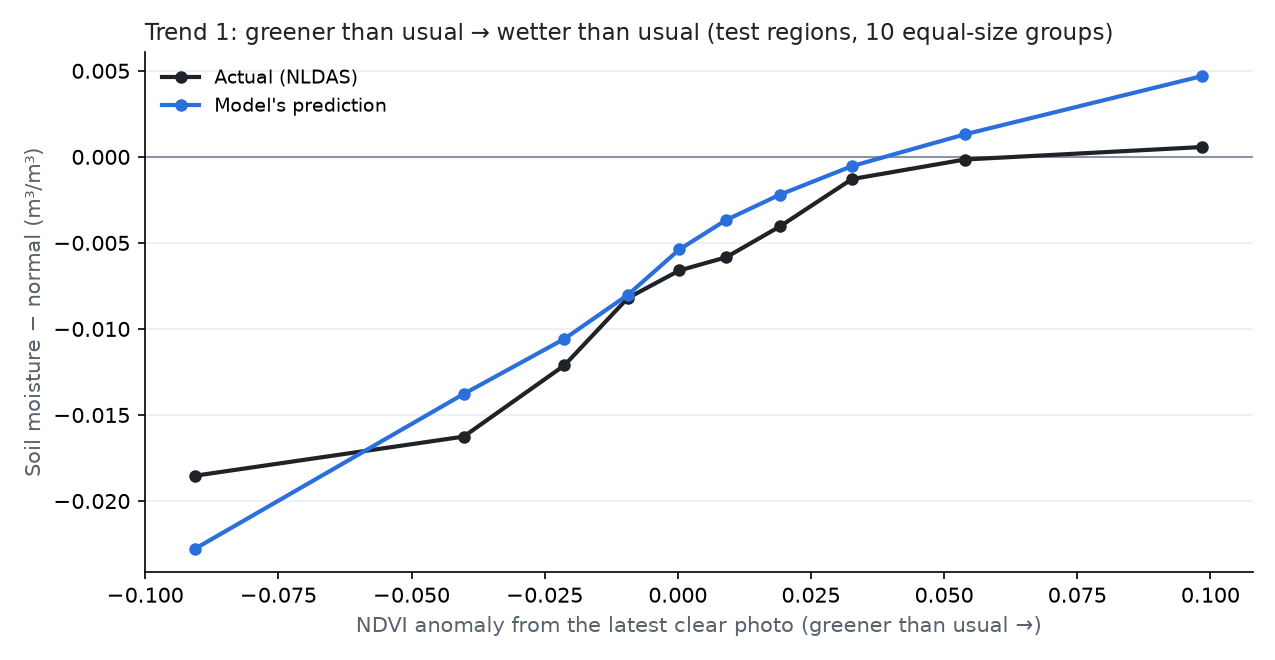 Trend 1: greener than usual → wetter than usual (test regions, 10 equal-size groups)
Actual (NLDAS)
Model's prediction
Soil moisture − normal (m³/m³)
0.005
0.000
−0.005
−0.010
−0.015
−0.020
−0.100 −0.075 −0.050 −0.025 0.000 0.025 0.050 0.075 0.100
NDVI anomaly from the latest clear photo (greener than usual →)